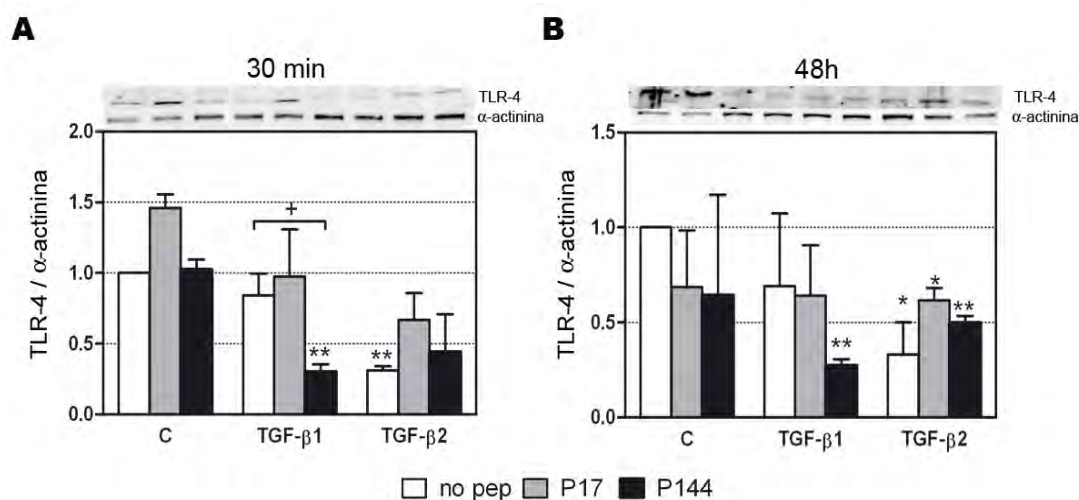 A
B
30 min
48h
TLR-4
α-actinina
TLR-4
α-actinina
TLR-4 / α-actinina
2.0
1.5
1.0
0.5
0.0
+
**
**
C
TGF-β1
TGF-β2
TLR-4 / α-actinina
1.5
1.0
0.5
0.0
**
*
*
**
C
TGF-β1
TGF-β2
no pep
P17
P144